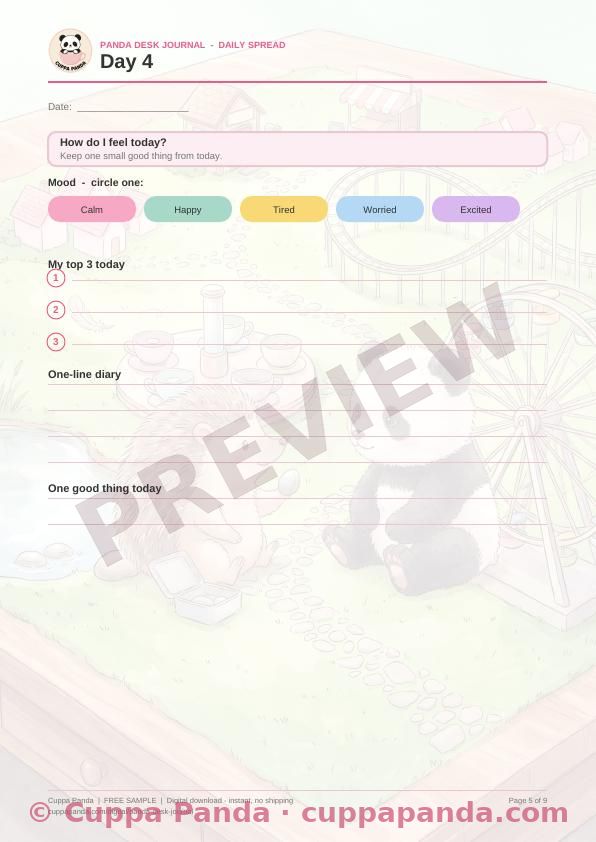 CUPPA PANDA
PANDA DESK JOURNAL - DAILY SPREAD
Day 4
Date:
How do I feel today?
Keep one small good thing from today.
Mood - circle one:
Calm Happy Tired Worried Excited
My top 3 today
1
2
3
One-line diary
One good thing today
PREVIEW
Cuppa Panda | FREE SAMPLE | Digital download - instant, no shipping
Page 5 of 9
© Cuppa Panda · cuppapanda.com